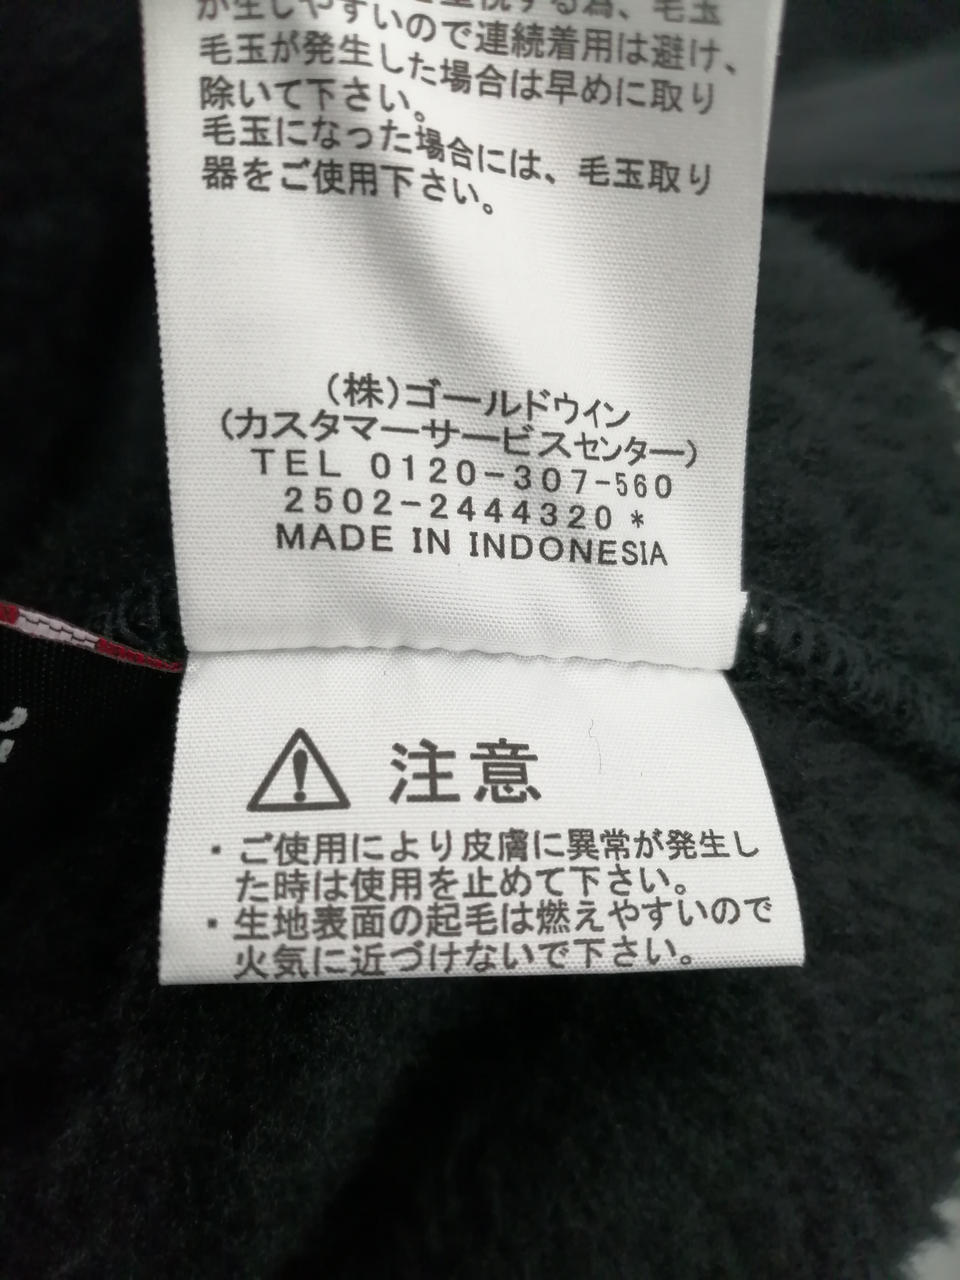 重視する為、毛玉
が生しやすいので連続着用は避け、
毛玉が発生した場合は早めに取り
除いて下さい。
毛玉になった場合には、毛玉取り
器をご使用下さい。
(株)ゴールドウイン
(カスタマーサービスセンター)
TEL 0120-307-560
2502-2444320*
MADE IN INDONESIA
注意
・ご使用により皮膚に異常が発生し
た時は使用を止めて下さい。
・生地表面の起毛は燃えやすいので
火気に近づけないで下さい。